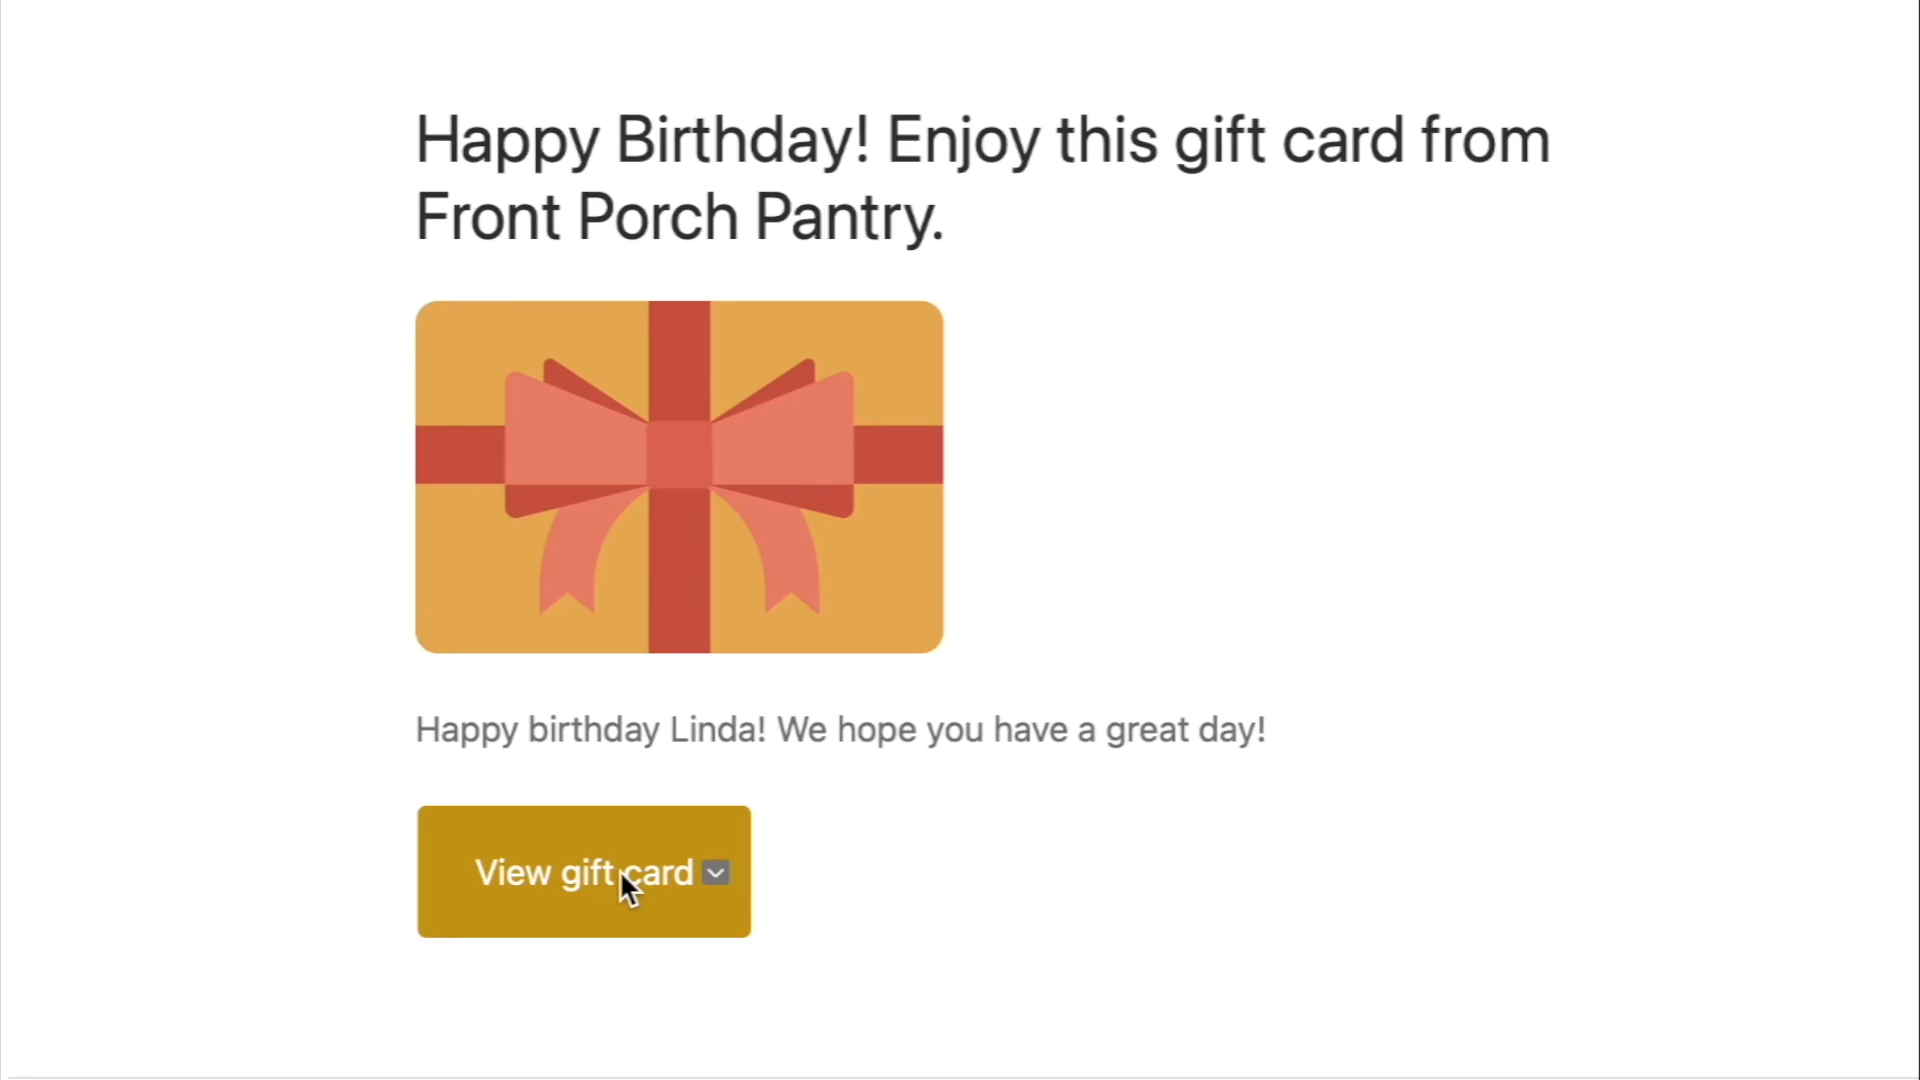 Happy Birthday! Enjoy this gift card from
Front Porch Pantry.
Happy birthday Linda! We hope you have a great day!
View gift card